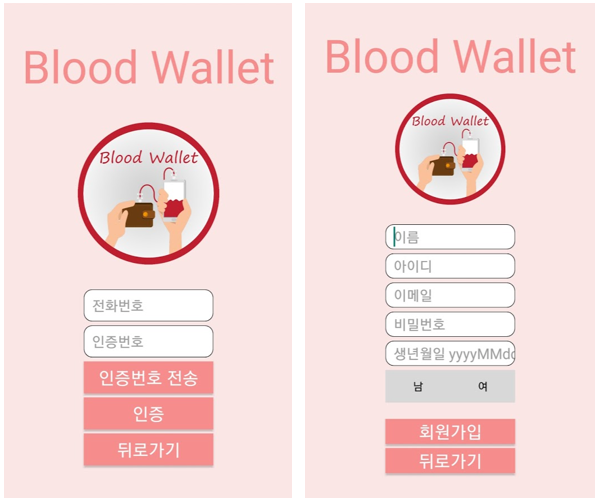 Blood Wallet
Blood Wallet
전화번호
인증번호
인증번호 전송
인증
뒤로가기
Blood Wallet
Blood Wallet
이름
아이디
이메일
비밀번호
생년월일 yyyyMMdd
남 여
회원가입
뒤로가기